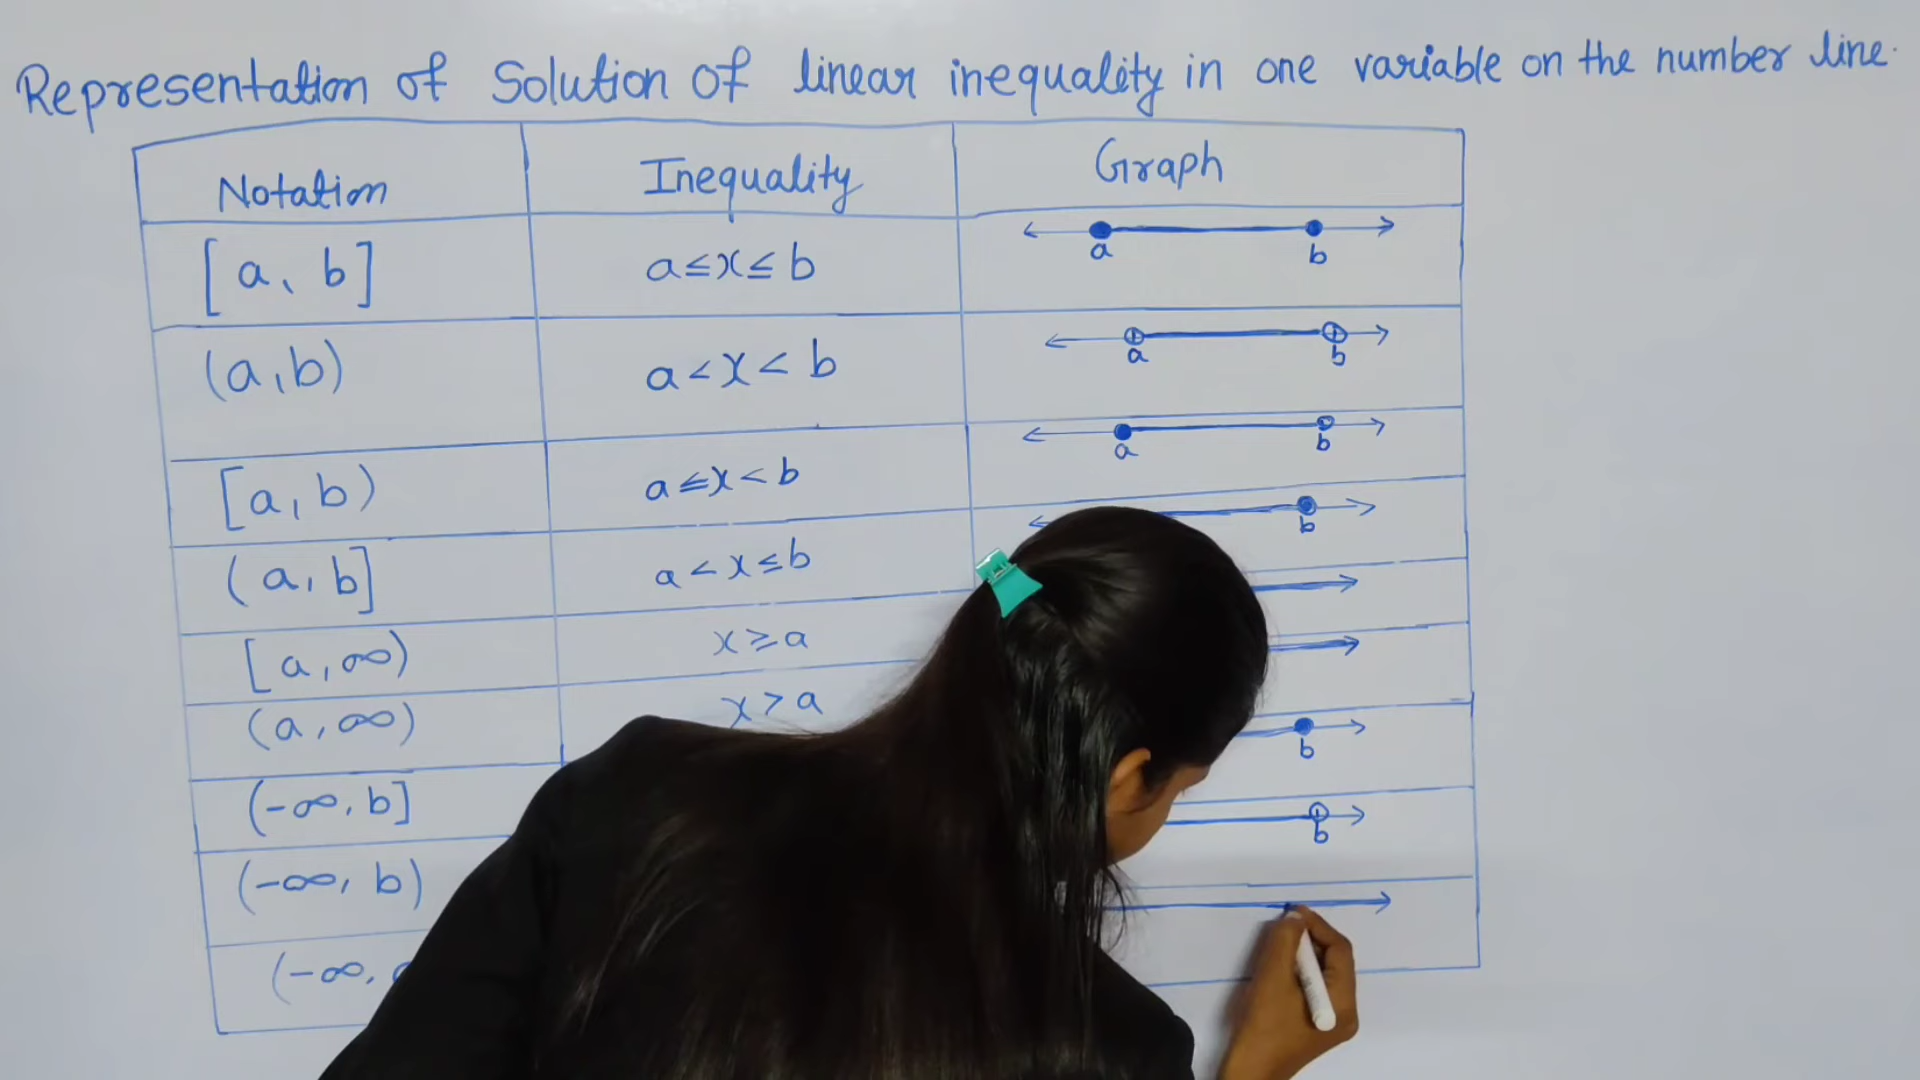 Representation of Solution of linear inequality in one variable on the number line.
Notation Inequality Graph
[a, b] a≤x≤b a b
(a,b) a<x<b a b
[a,b) a≤x<b a b
(a,b] a<x≤b b
[a,∞) x≥a
(a,∞) x>a
(-∞,b] b
(-∞,b) b
(-∞,